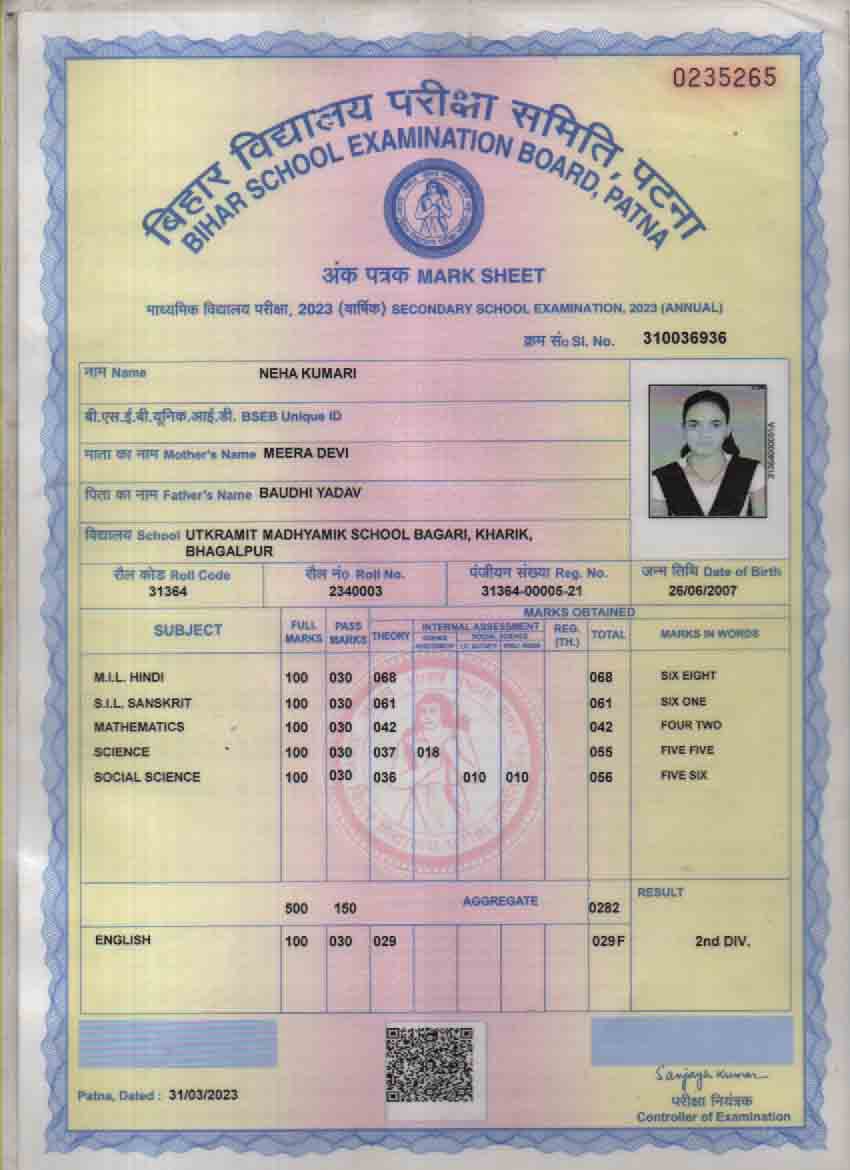 0235265
बिहार विद्यालय परीक्षा समिति, पटना
BIHAR SCHOOL EXAMINATION BOARD, PATNA
अंक पत्रक MARK SHEET
माध्यमिक विद्यालय परीक्षा, 2023 (वार्षिक) SECONDARY SCHOOL EXAMINATION, 2023 (ANNUAL)
क्रम सं० Sl. No. 310036936
नाम Name NEHA KUMARI
बी.एस.ई.बी.यूनिक.आई.डी. BSEB Unique ID
माता का नाम Mother's Name MEERA DEVI
पिता का नाम Father's Name BAUDHI YADAV
विद्यालय School UTKRAMIT MADHYAMIK SCHOOL BAGARI, KHARIK,
BHAGALPUR
रौल कोड Roll Code रौल नं० Roll No. पंजीयन संख्या Reg. No. जन्म तिथि Date of Birth
31364 2340003 31364-00005-21 26/06/2007
MARKS OBTAINED
SUBJECT FULL MARKS PASS MARKS THEORY INTERNAL ASSESSMENT REG. (TH.) TOTAL MARKS IN WORDS
SOCIAL SCIENCE
M.I.L. HINDI 100 030 068 068 SIX EIGHT
S.I.L. SANSKRIT 100 030 061 061 SIX ONE
MATHEMATICS 100 030 042 042 FOUR TWO
SCIENCE 100 030 037 018 055 FIVE FIVE
SOCIAL SCIENCE 100 030 036 010 010 056 FIVE SIX
500 150 AGGREGATE 0282 RESULT
ENGLISH 100 030 029 029 F 2nd DIV.
Sanjay Kumar
Patna, Dated : 31/03/2023
परीक्षा नियंत्रक
Controller of Examination